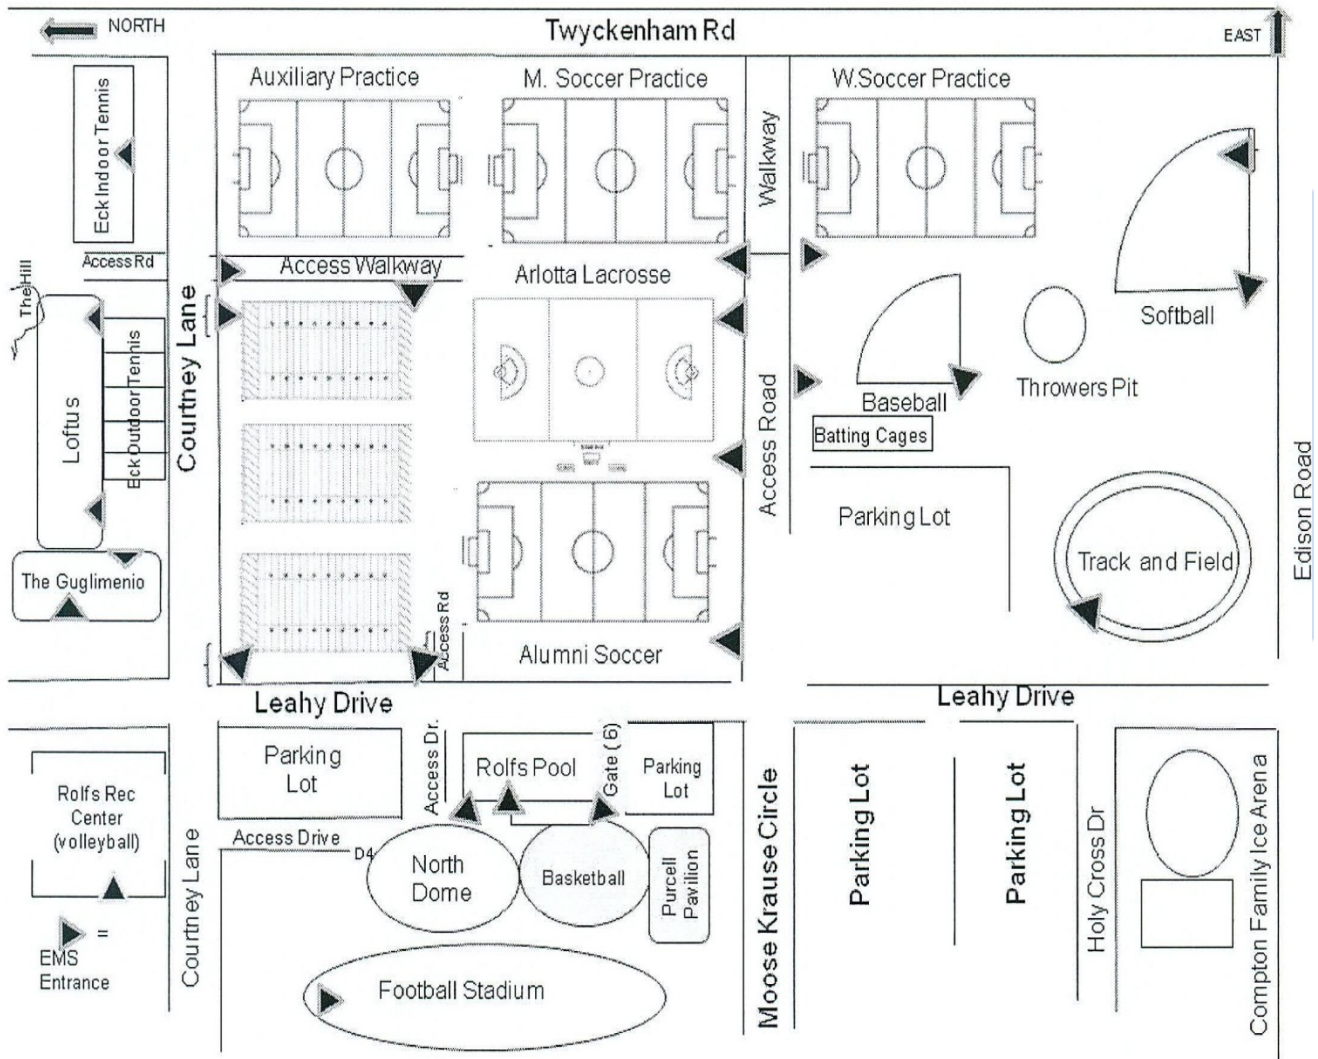 NORTH
Twyckenham Rd
EAST
Auxiliary Practice
M. Soccer Practice
W.Soccer Practice
Eck Indoor Tennis
Walkway
Access Rd
Access Walkway
Arlotta Lacrosse
The Hill
Softball
Courtney Lane
Loftus
Eck Outdoor Tennis
Throwers Pit
Baseball
Batting Cages
Access Road
Parking Lot
Edison Road
Track and Field
The Guglimenio
Access Rd
Alumni Soccer
Leahy Drive
Leahy Drive
Parking
Lot
Access Dr.
Rolfs Pool
Gate (6)
Parking
Lot
Rolfs Rec
Center
(volleyball)
Access Drive
D4
North
Dome
Basketball
Purcell
Pavilion
Courtney Lane
Moose Krause Circle
Parking Lot
Parking Lot
Holy Cross Dr
Compton Family Ice Arena
=
EMS
Entrance
Football Stadium